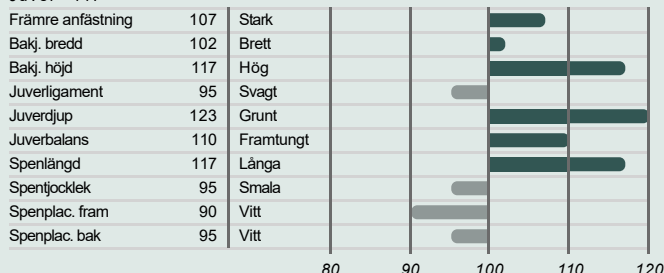 Främre anfästning 107 Stark
Bakj. bredd 102 Brett
Bakj. höjd 117 Hög
Juverligament 95 Svagt
Juverdjup 123 Grunt
Juverbalans 110 Framtungt
Spenlängd 117 Långa
Spentjocklek 95 Smala
Spenplac. fram 90 Vitt
Spenplac. bak 95 Vitt
80 90 100 110 120